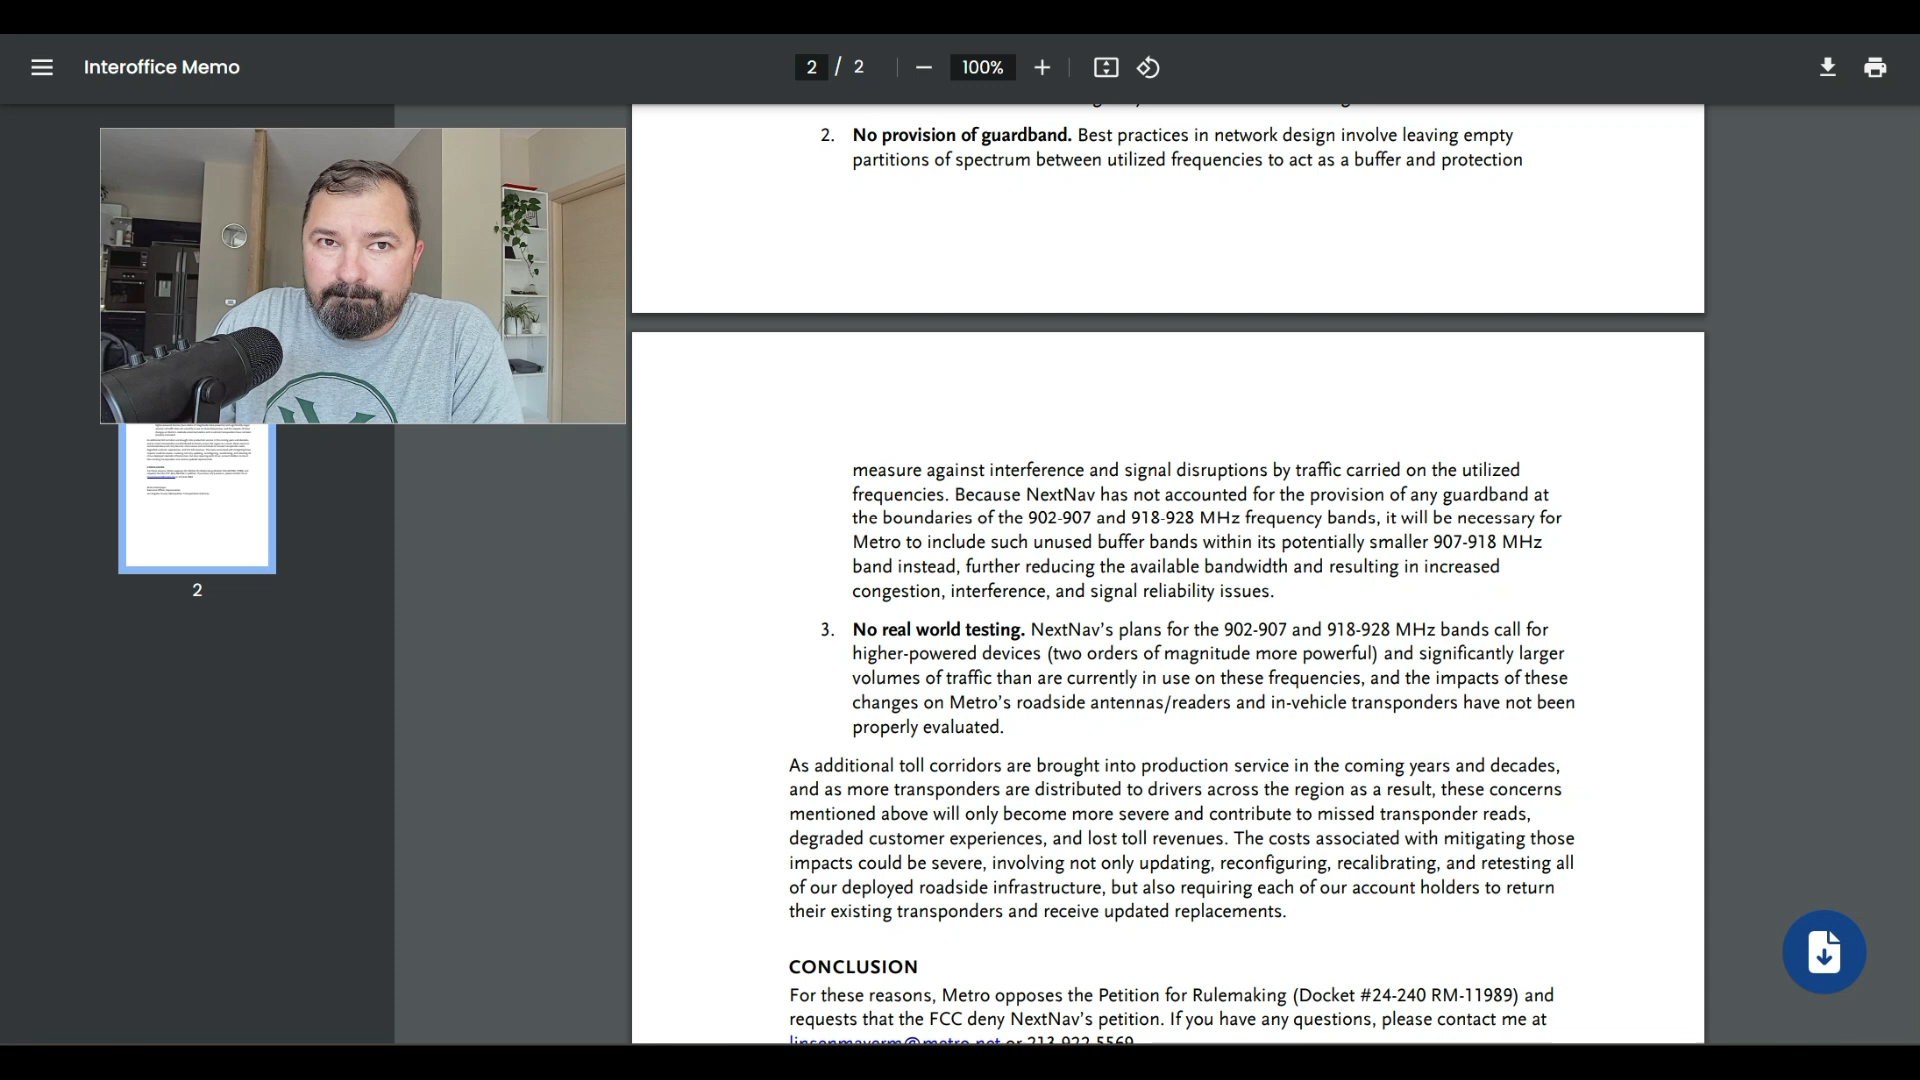 Interoffice Memo
2 / 2
100%
2. No provision of guardband. Best practices in network design involve leaving empty
partitions of spectrum between utilized frequencies to act as a buffer and protection
measure against interference and signal disruptions by traffic carried on the utilized
frequencies. Because NextNav has not accounted for the provision of any guardband at
the boundaries of the 902-907 and 918-928 MHz frequency bands, it will be necessary for
Metro to include such unused buffer bands within its potentially smaller 907-918 MHz
band instead, further reducing the available bandwidth and resulting in increased
congestion, interference, and signal reliability issues.
3. No real world testing. NextNav’s plans for the 902-907 and 918-928 MHz bands call for
higher-powered devices (two orders of magnitude more powerful) and significantly larger
volumes of traffic than are currently in use on these frequencies, and the impacts of these
changes on Metro’s roadside antennas/readers and in-vehicle transponders have not been
properly evaluated.
As additional toll corridors are brought into production service in the coming years and decades,
and as more transponders are distributed to drivers across the region as a result, these concerns
mentioned above will only become more severe and contribute to missed transponder reads,
degraded customer experiences, and lost toll revenues. The costs associated with mitigating those
impacts could be severe, involving not only updating, reconfiguring, recalibrating, and retesting all
of our deployed roadside infrastructure, but also requiring each of our account holders to return
their existing transponders and receive updated replacements.
CONCLUSION
For these reasons, Metro opposes the Petition for Rulemaking (Docket #24-240 RM-11989) and
requests that the FCC deny NextNav’s petition. If you have any questions, please contact me at
linsenmayerm@metro.net or 213-922-5569
2